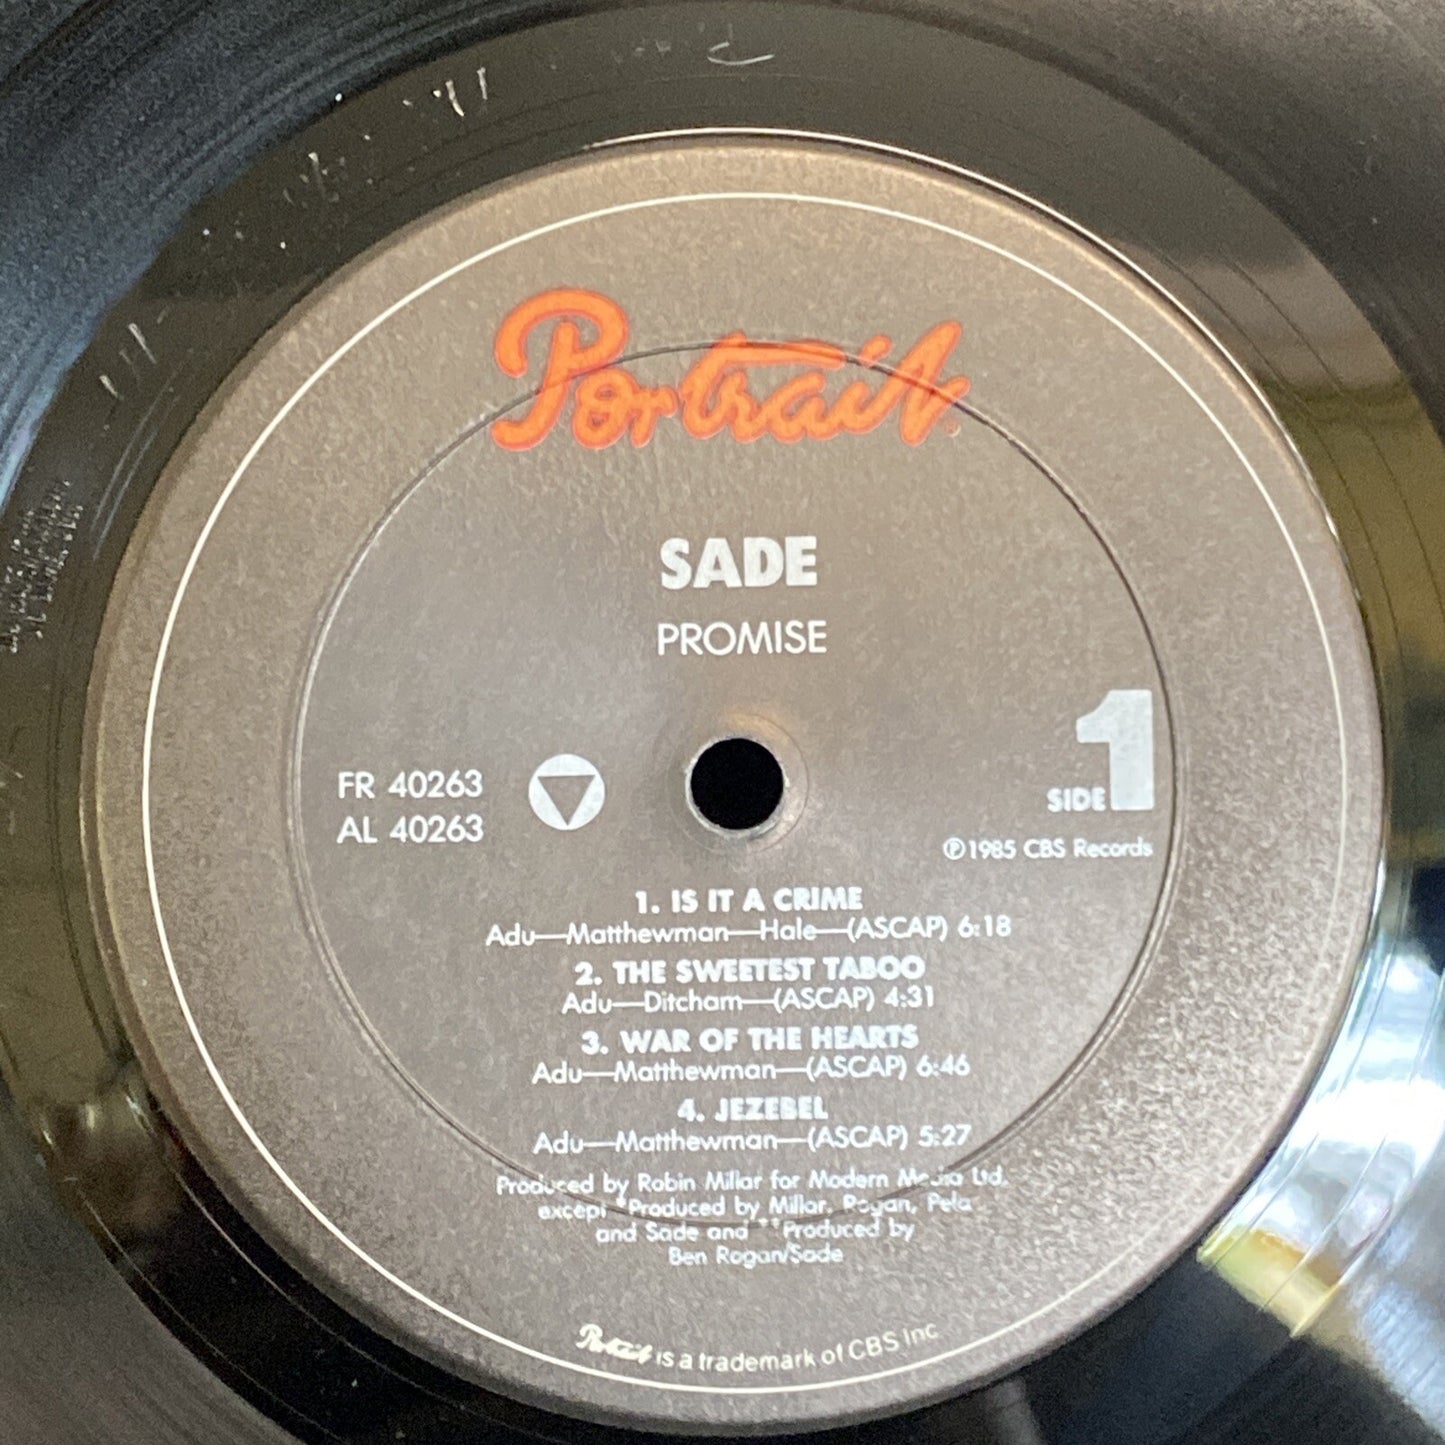 Portrait®
SADE
PROMISE
FR 40263
AL 40263
SIDE 1
℗1985 CBS Records
1. IS IT A CRIME
Adu—Matthewman—Hale—(ASCAP) 6:18
2. THE SWEETEST TABOO
Adu—Ditcham—(ASCAP) 4:31
3. WAR OF THE HEARTS
Adu—Matthewman—(ASCAP) 6:46
4. JEZEBEL
Adu—Matthewman—(ASCAP) 5:27
Produced by Robin Millar for Modern Media Ltd.
except *Produced by Millar, Rogan, Pela
and Sade and **Produced by
Ben Rogan/Sade
Portrait is a trademark of CBS Inc